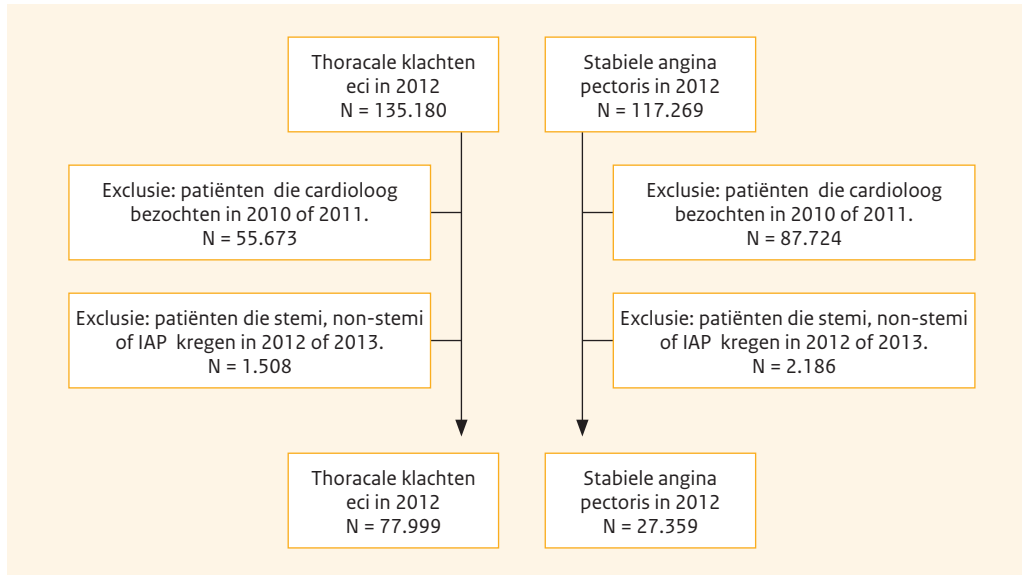 Thoracale klachten
eci in 2012
N = 135.180
Stabiele angina
pectoris in 2012
N = 117.269
Exclusie: patiënten die cardioloog
bezochten in 2010 of 2011.
N = 55.673
Exclusie: patiënten die cardioloog
bezochten in 2010 of 2011.
N = 87.724
Exclusie: patiënten die stemi, non-stemi
of IAP kregen in 2012 of 2013.
N = 1.508
Exclusie: patiënten die stemi, non-stemi
of IAP kregen in 2012 of 2013.
N = 2.186
Thoracale klachten
eci in 2012
N = 77.999
Stabiele angina
pectoris in 2012
N = 27.359